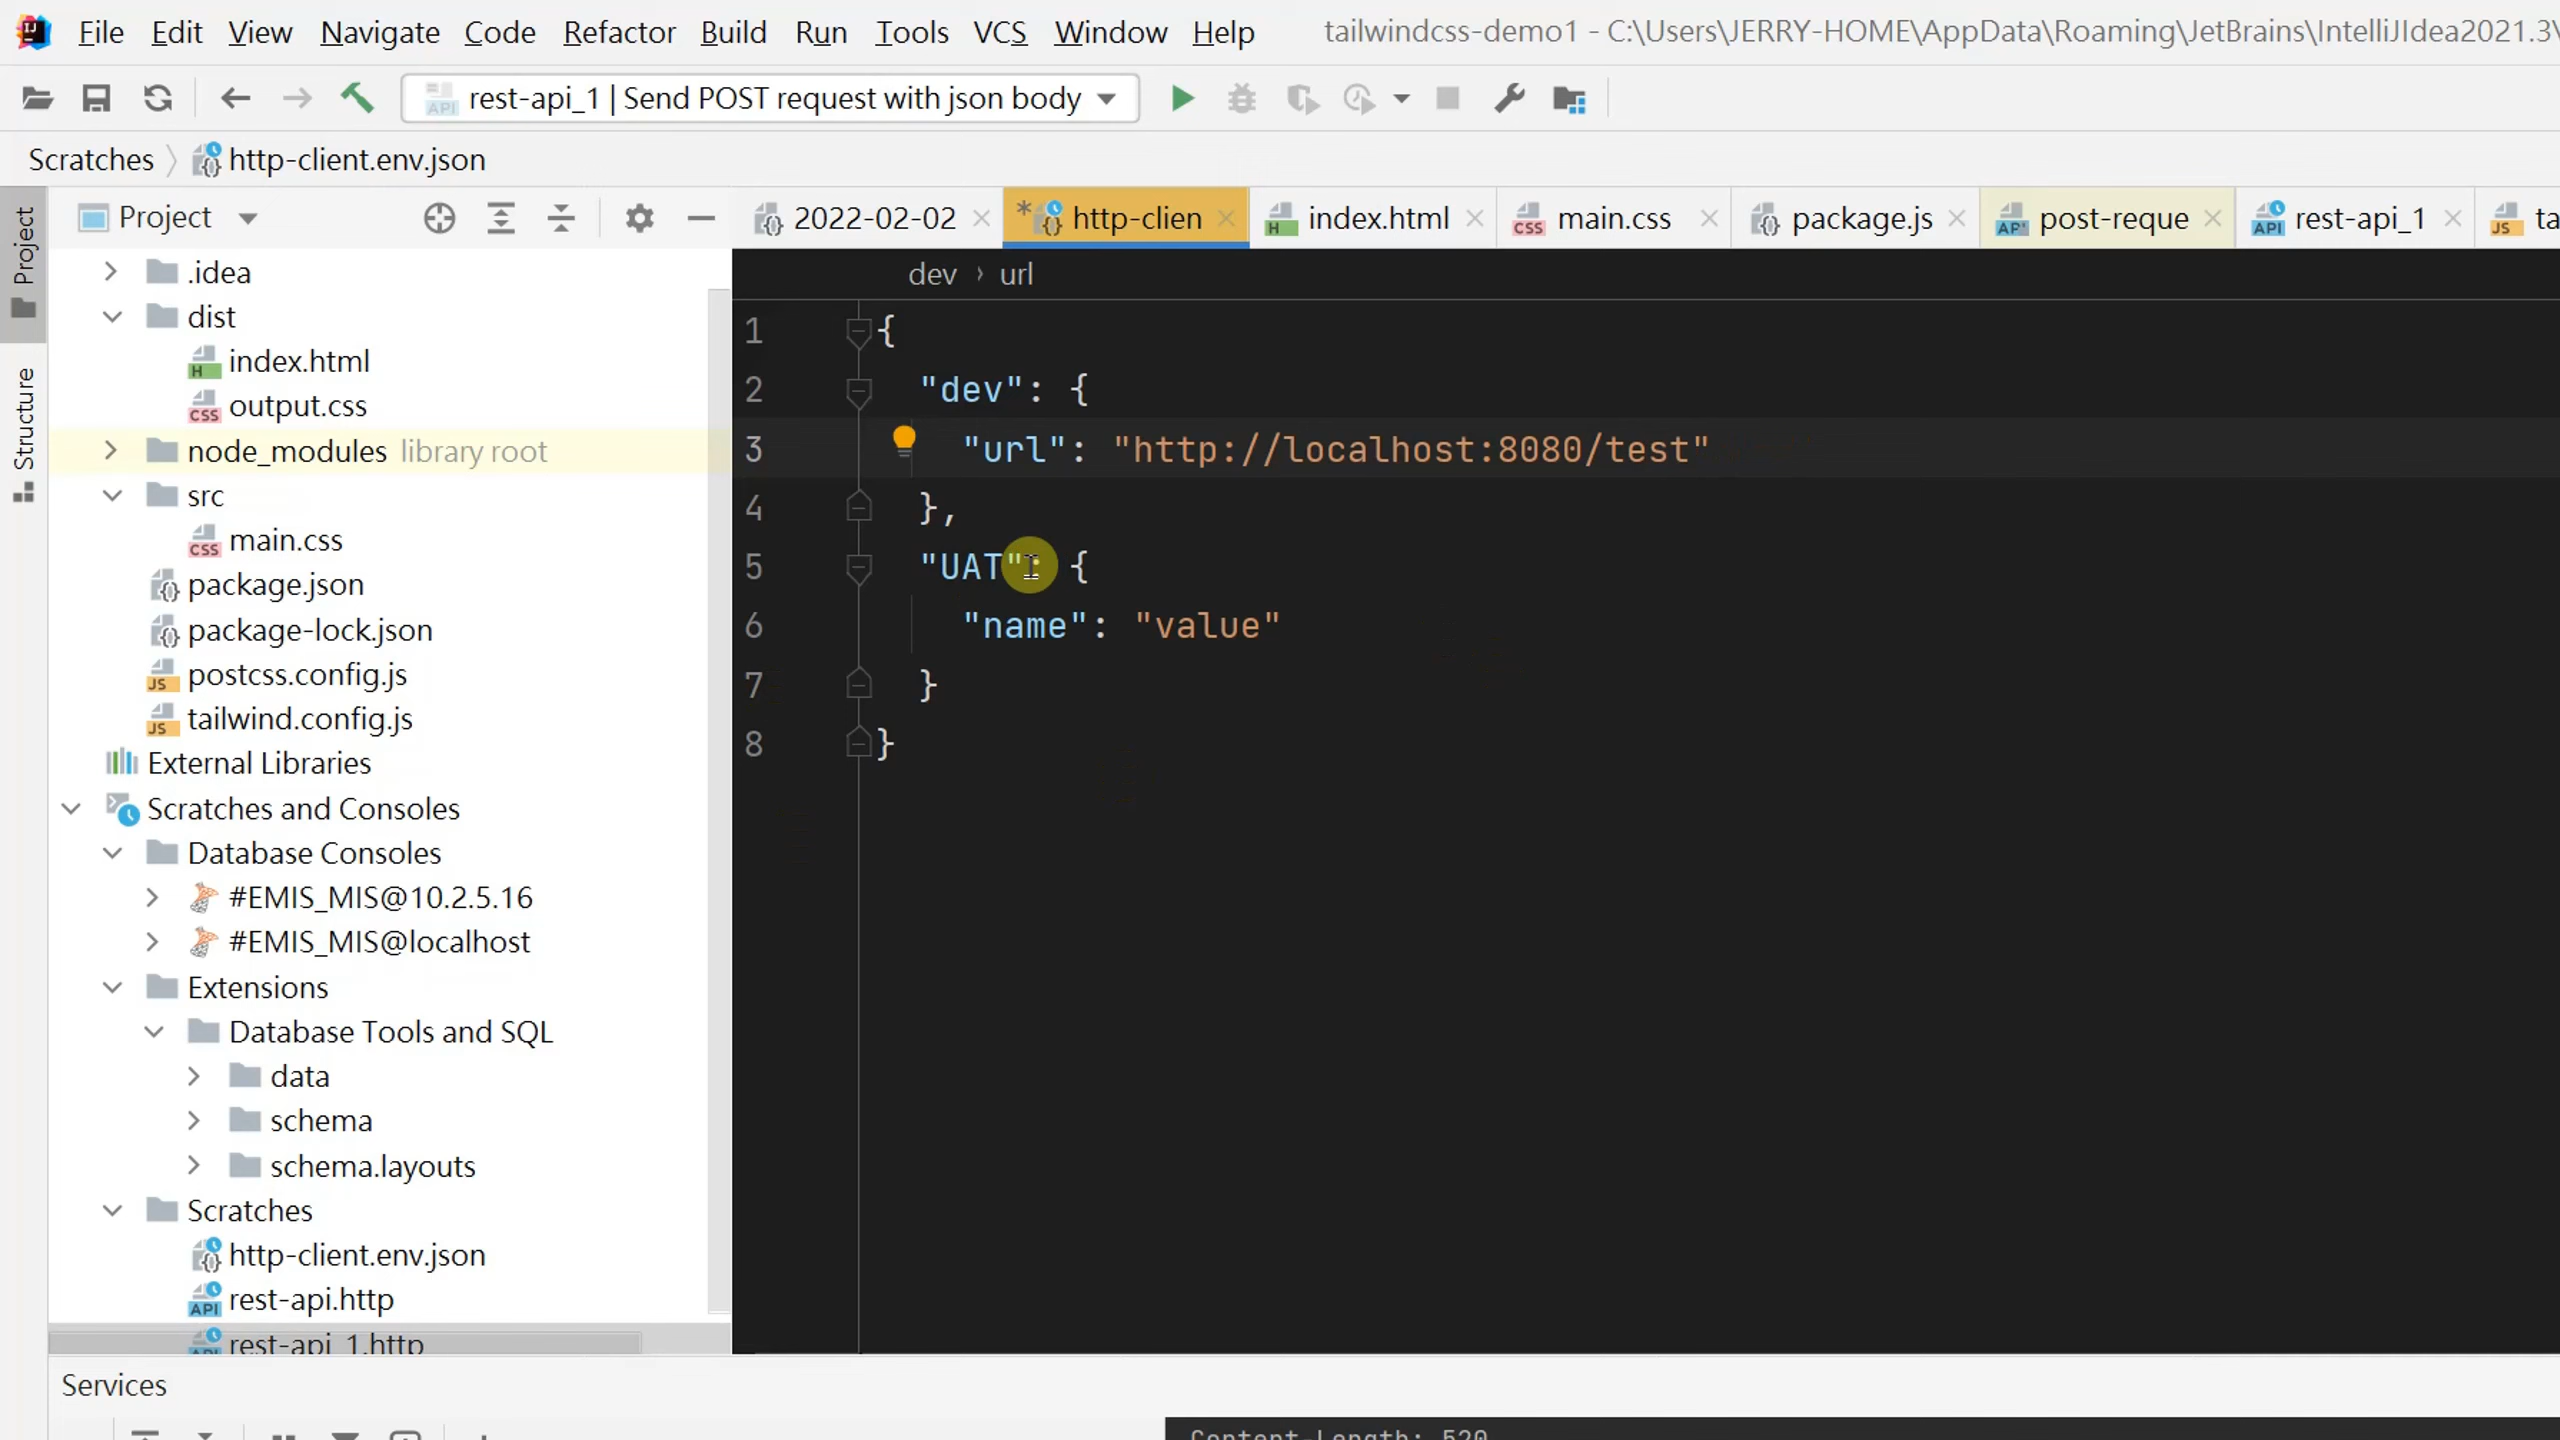 File Edit View Navigate Code Refactor Build Run Tools VCS Window Help tailwindcss-demo1 - C:\Users\JERRY-HOME\AppData\Roaming\JetBrains\IntelliJIdea2021.3\
rest-api_1 | Send POST request with json body
Scratches http-client.env.json
Project
Structure
Project
2022-02-02 http-clien index.html main.css package.js post-reque rest-api_1 ta
.idea
dist
index.html
output.css
node_modules library root
src
main.css
package.json
package-lock.json
postcss.config.js
tailwind.config.js
External Libraries
Scratches and Consoles
Database Consoles
#EMIS_MIS@10.2.5.16
#EMIS_MIS@localhost
Extensions
Database Tools and SQL
data
schema
schema.layouts
Scratches
http-client.env.json
rest-api.http
rest-api_1.http
dev › url
1 {
2 "dev": {
3 "url": "http://localhost:8080/test"
4 },
5 "UAT": {
6 "name": "value"
7 }
8 }
Services
Content-Length: 520